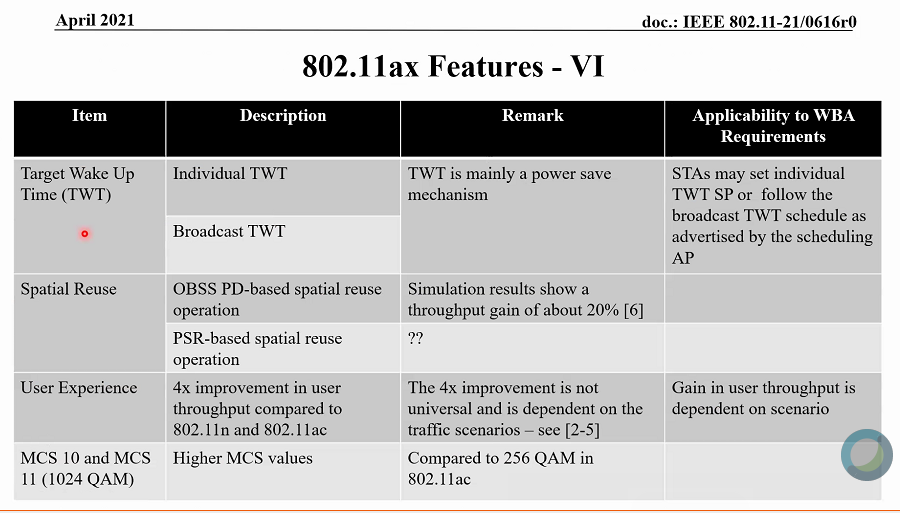 April 2021
doc.: IEEE 802.11-21/0616r0
802.11ax Features - VI
Item
Description
Remark
Applicability to WBA
Requirements
Target Wake Up
Time (TWT)
Individual TWT
Broadcast TWT
TWT is mainly a power save
mechanism
STAs may set individual
TWT SP or follow the
broadcast TWT schedule as
advertised by the scheduling
AP
Spatial Reuse
OBSS PD-based spatial reuse
operation
Simulation results show a
throughput gain of about 20% [6]
PSR-based spatial reuse
operation
??
User Experience
4x improvement in user
throughput compared to
802.11n and 802.11ac
The 4x improvement is not
universal and is dependent on the
traffic scenarios – see [2-5]
Gain in user throughput is
dependent on scenario
MCS 10 and MCS
11 (1024 QAM)
Higher MCS values
Compared to 256 QAM in
802.11ac